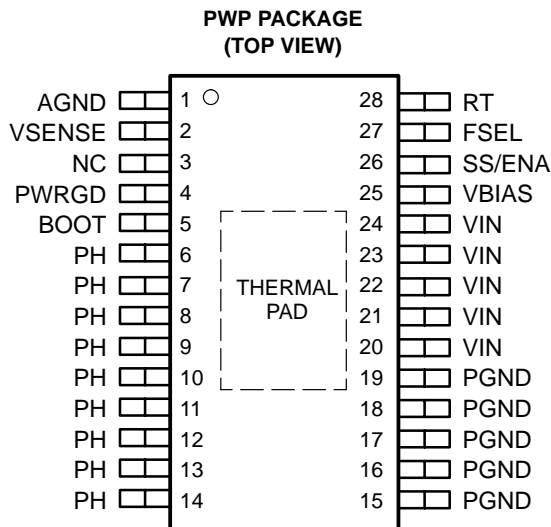 PWP PACKAGE
(TOP VIEW)
AGND 1 28 RT
VSENSE 2 27 FSEL
NC 3 26 SS/ENA
PWRGD 4 25 VBIAS
BOOT 5 24 VIN
PH 6 23 VIN
PH 7 22 VIN
PH 8 21 VIN
PH 9 20 VIN
PH 10 19 PGND
PH 11 18 PGND
PH 12 17 PGND
PH 13 16 PGND
PH 14 15 PGND
THERMAL
PAD